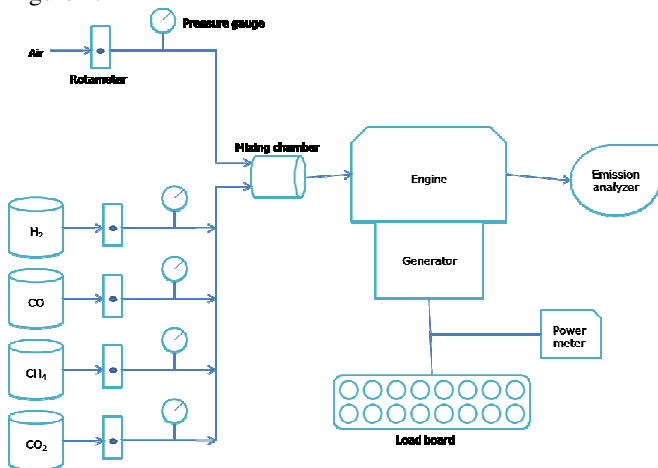 Pressure gauge
Air
Rotameter
Mixing chamber
Engine
Emission
analyzer
H₂
Generator
CO
Power
meter
CH₄
CO₂
Load board